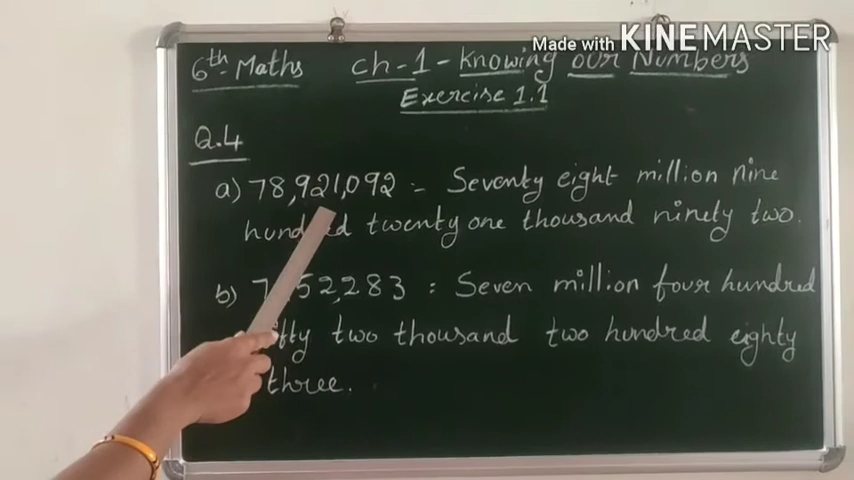 Made with KINEMASTER
6th Maths ch-1- Knowing our Numbers
Exercise 1.1
Q.4
a) 78,921,092 = Seventy eight million nine
hundred twenty one thousand ninety two.
b) 7 52,283 : Seven million four hundred
two thousand two hundred eighty
three.